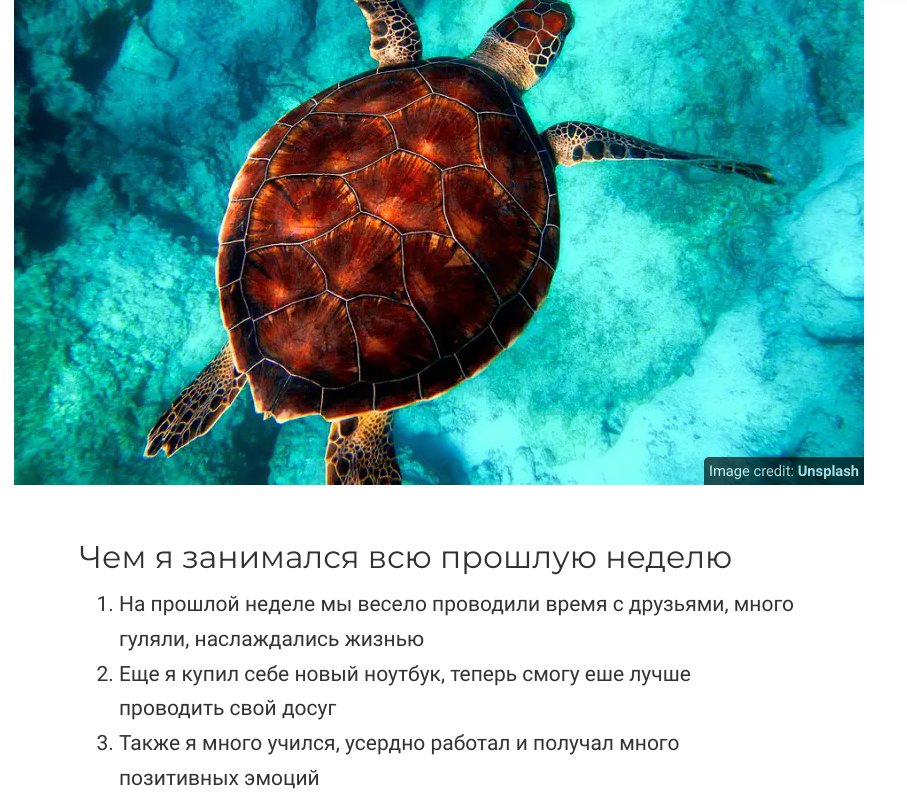 Image credit: Unsplash
Чем я занимался всю прошлую неделю
1. На прошлой неделе мы весело проводили время с друзьями, много
гуляли, наслаждались жизнью
2. Еще я купил себе новый ноутбук, теперь смогу еше лучше
проводить свой досуг
3. Также я много учился, усердно работал и получал много
позитивных эмоций